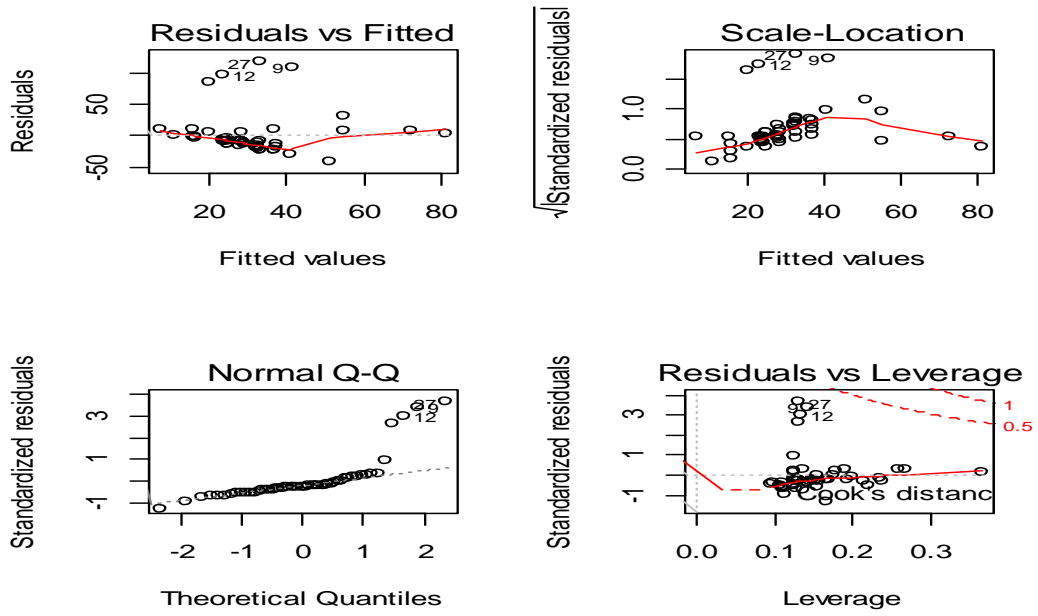 Residuals vs Fitted
Residuals
50
-50
27
12
9
20 40 60 80
Fitted values
Scale-Location
√|Standardized residuals|
1.0
0.0
27
12
9
20 40 60 80
Fitted values
Normal Q-Q
Standardized residuals
3
1
-1
27
9
12
-2 -1 0 1 2
Theoretical Quantiles
Residuals vs Leverage
Standardized residuals
3
1
-1
9
27
12
1
0.5
Cook's distanc
0.0 0.1 0.2 0.3
Leverage